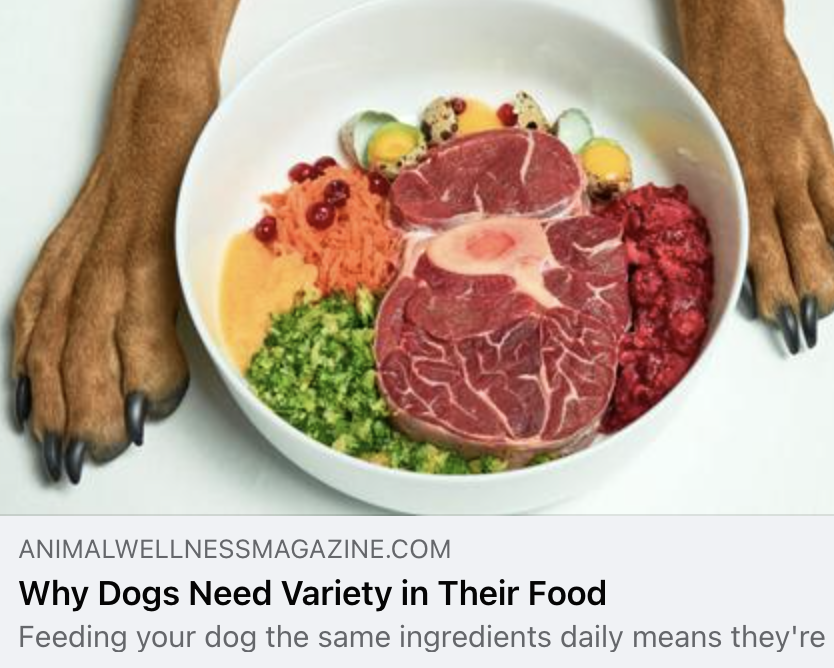 ANIMALWELLNESSMAGAZINE.COM
Why Dogs Need Variety in Their Food
Feeding your dog the same ingredients daily means they're